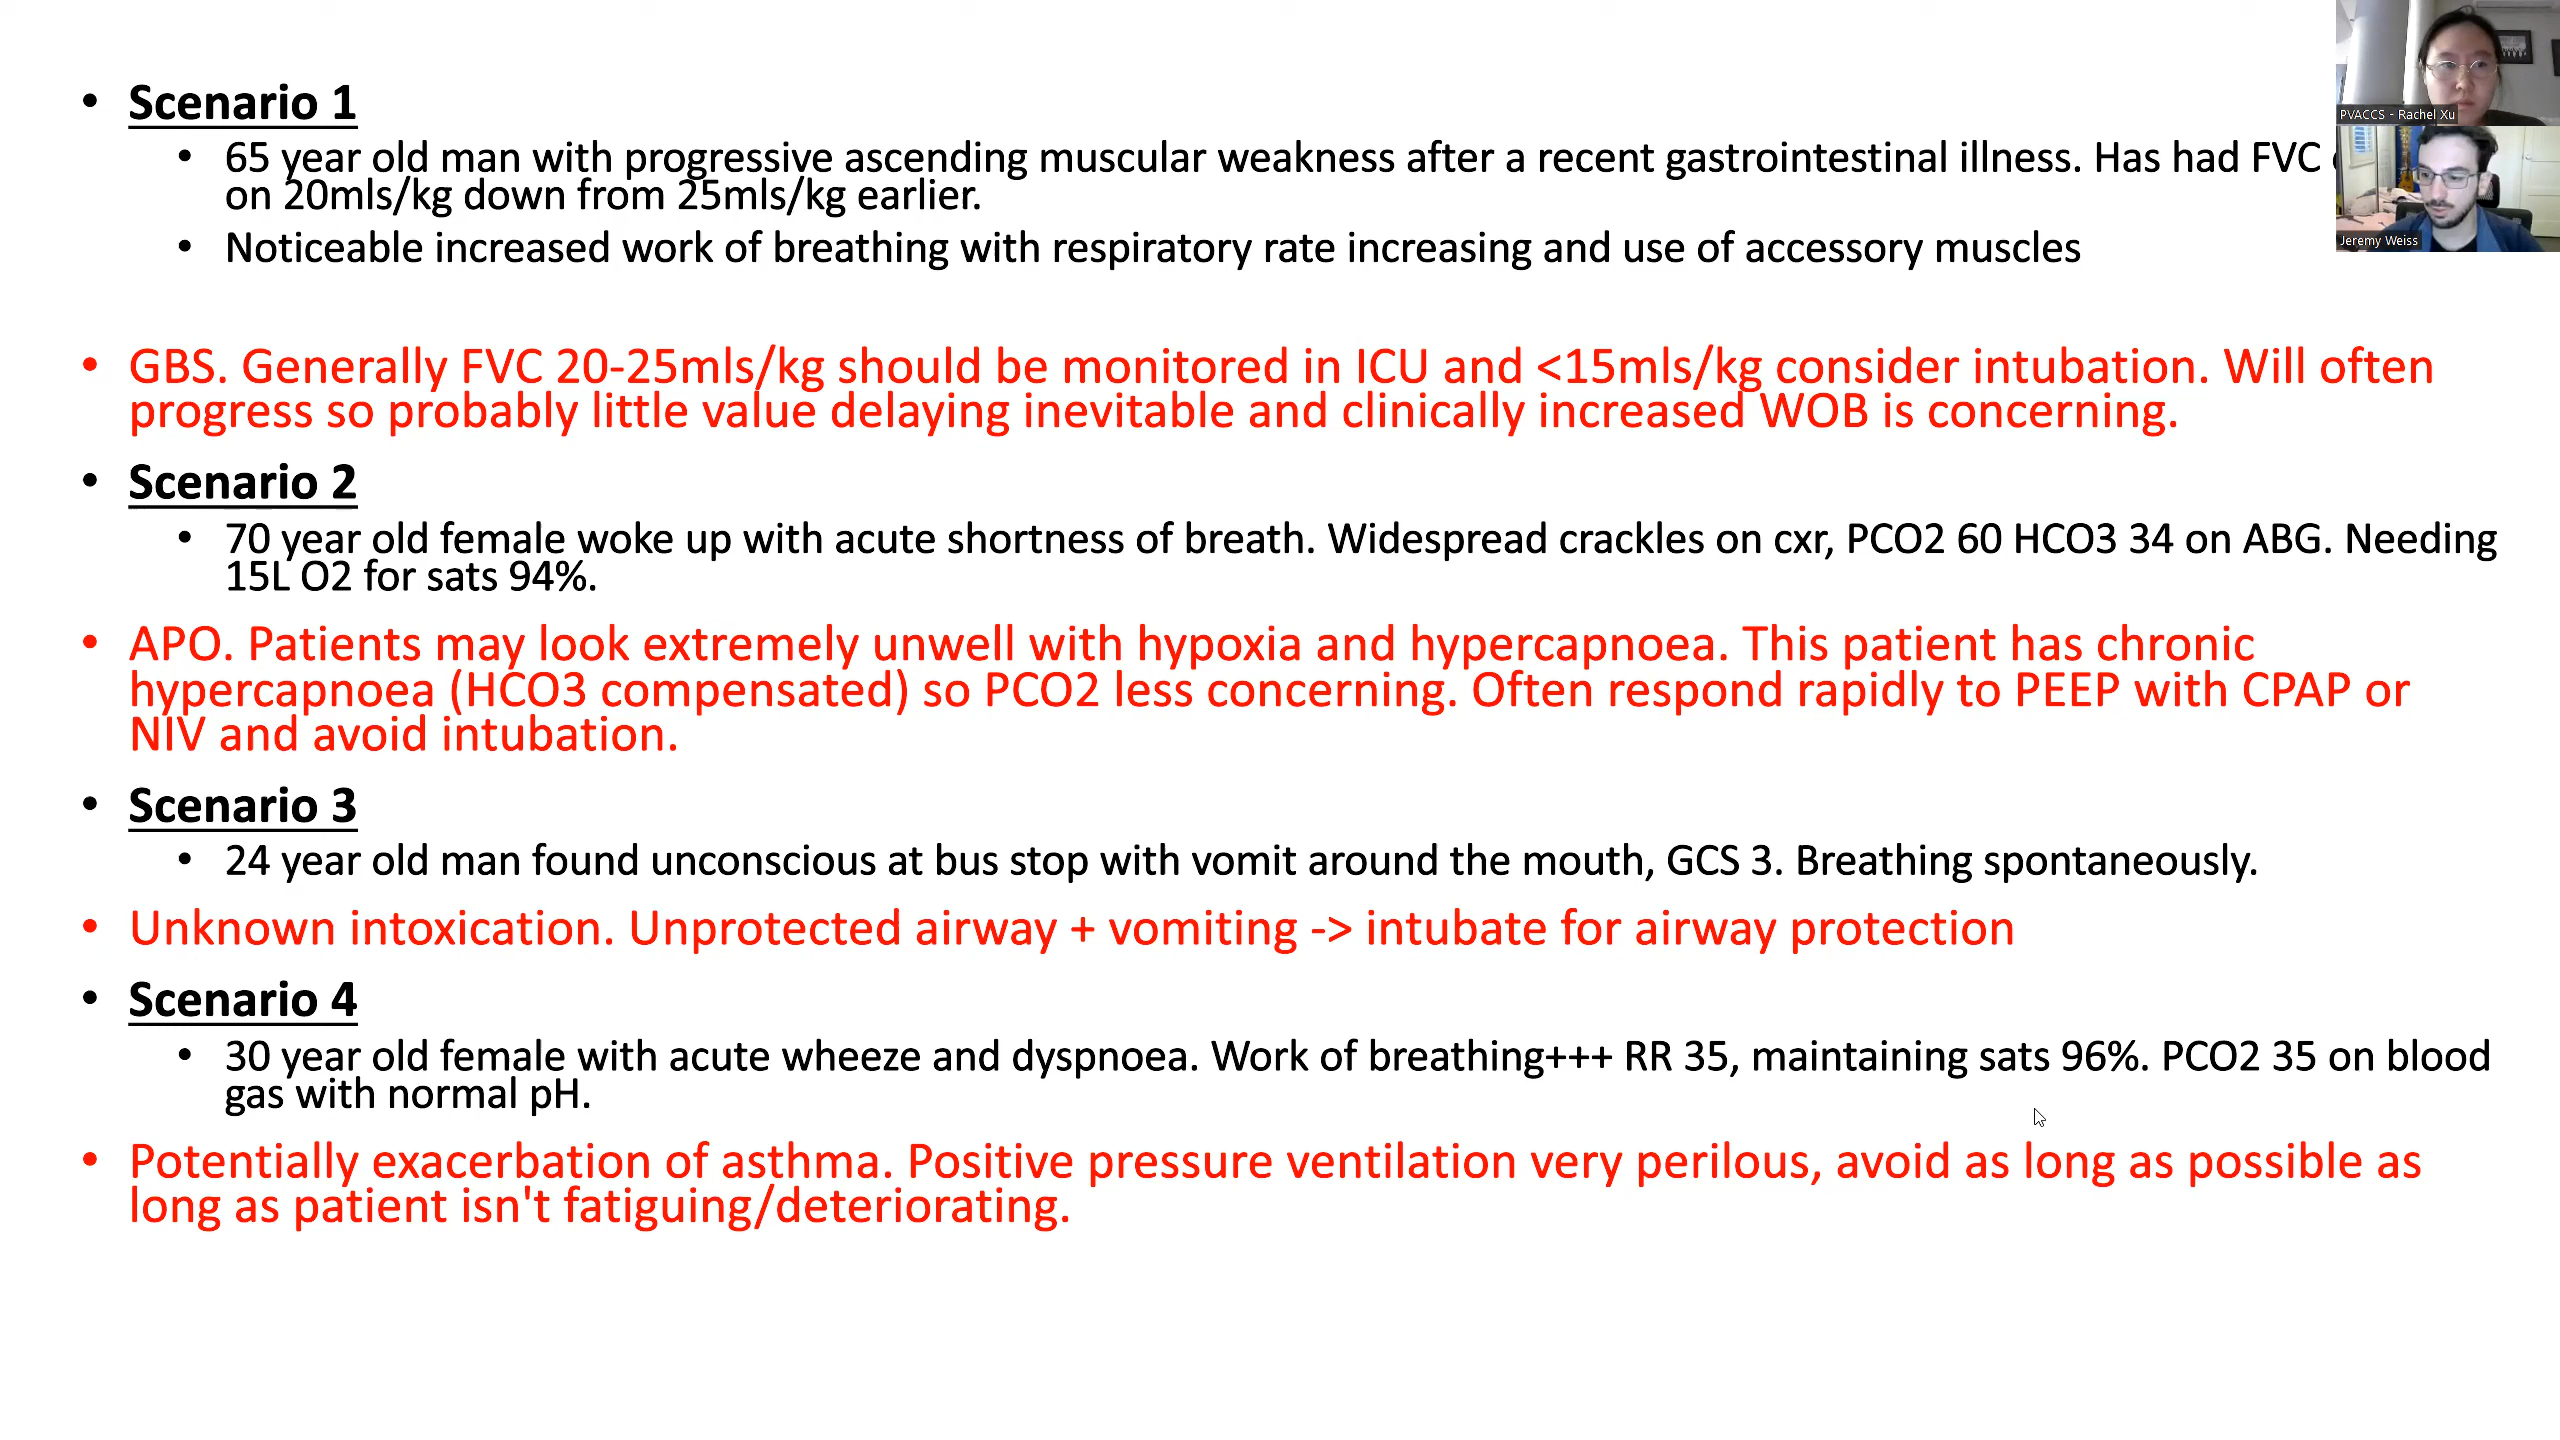 • Scenario 1
• 65 year old man with progressive ascending muscular weakness after a recent gastrointestinal illness. Has had FVC
on 20mls/kg down from 25mls/kg earlier.
• Noticeable increased work of breathing with respiratory rate increasing and use of accessory muscles
• GBS. Generally FVC 20-25mls/kg should be monitored in ICU and <15mls/kg consider intubation. Will often
progress so probably little value delaying inevitable and clinically increased WOB is concerning.
• Scenario 2
• 70 year old female woke up with acute shortness of breath. Widespread crackles on cxr, PCO2 60 HCO3 34 on ABG. Needing
15L O2 for sats 94%.
• APO. Patients may look extremely unwell with hypoxia and hypercapnoea. This patient has chronic
hypercapnoea (HCO3 compensated) so PCO2 less concerning. Often respond rapidly to PEEP with CPAP or
NIV and avoid intubation.
• Scenario 3
• 24 year old man found unconscious at bus stop with vomit around the mouth, GCS 3. Breathing spontaneously.
• Unknown intoxication. Unprotected airway + vomiting -> intubate for airway protection
• Scenario 4
• 30 year old female with acute wheeze and dyspnoea. Work of breathing+++ RR 35, maintaining sats 96%. PCO2 35 on blood
gas with normal pH.
• Potentially exacerbation of asthma. Positive pressure ventilation very perilous, avoid as long as possible as
long as patient isn't fatiguing/deteriorating.
PVACCS - Rachel Xu
Jeremy Weiss